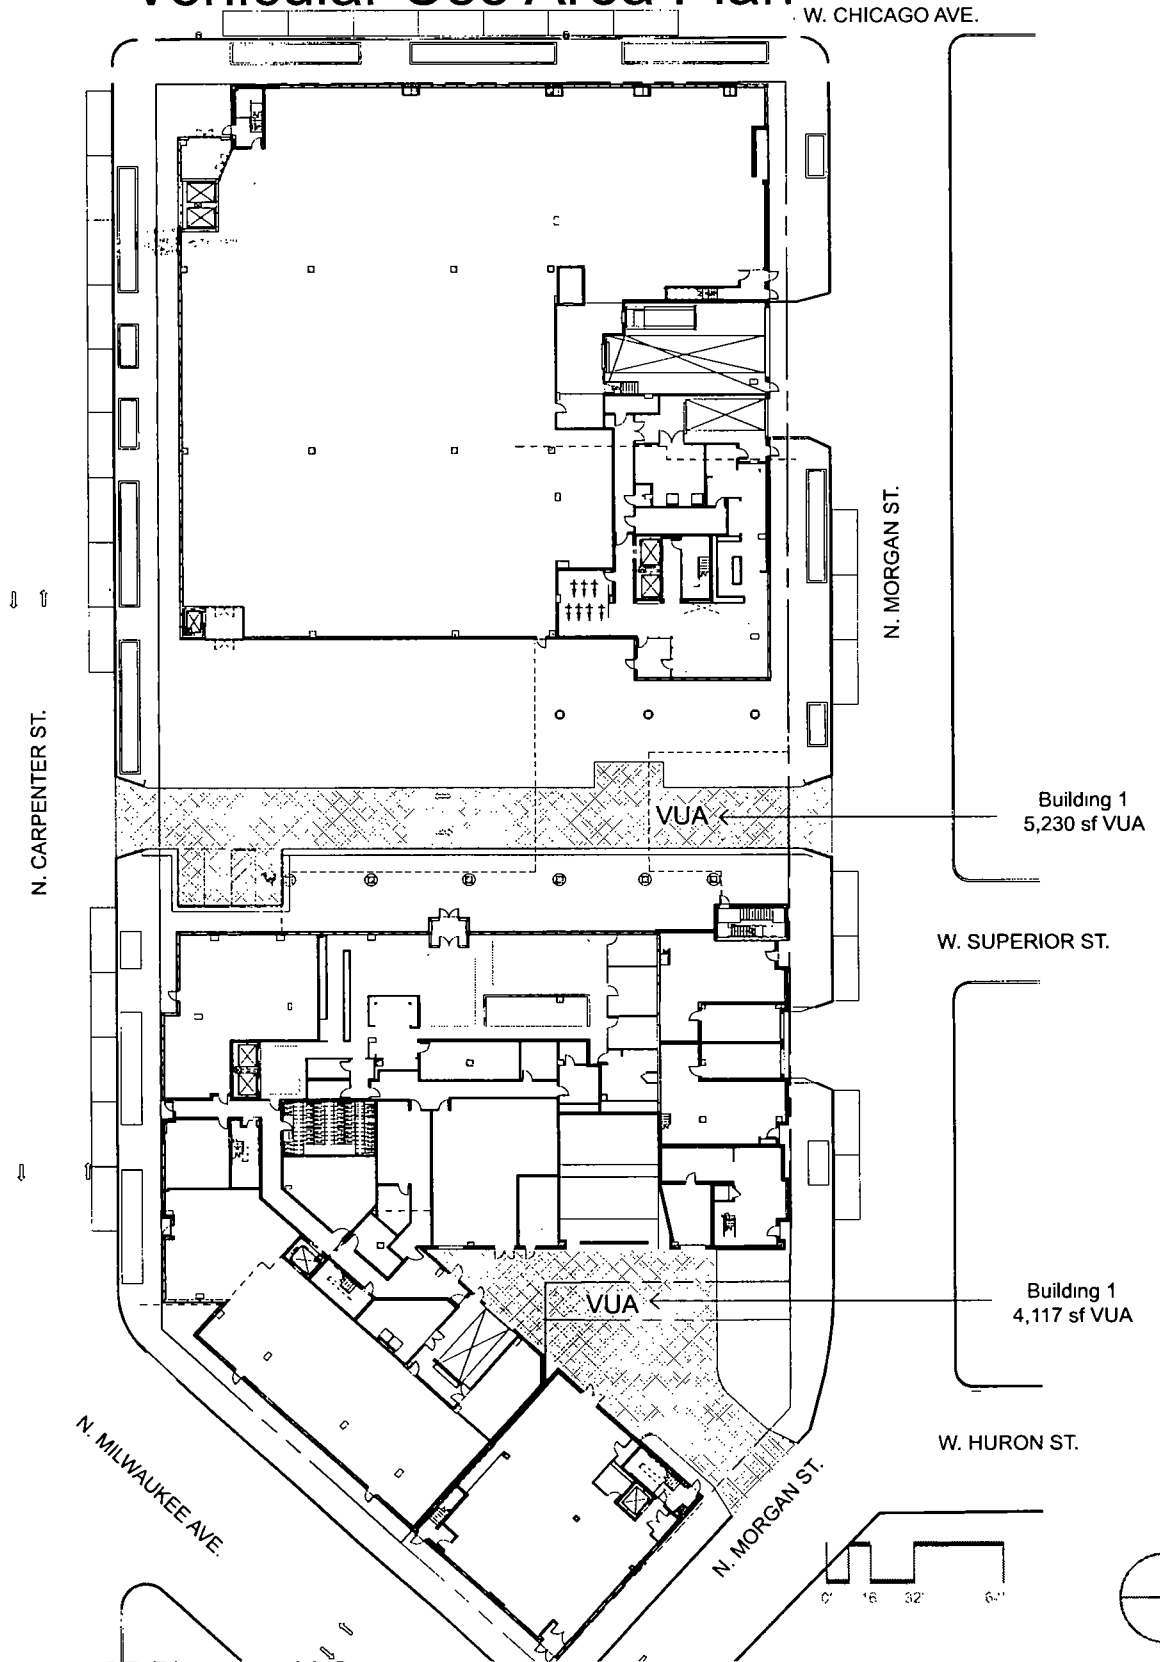 Vehicular Use Area Plan
W. CHICAGO AVE.
N. MORGAN ST.
N. CARPENTER ST.
VUA
Building 1
5,230 sf VUA
W. SUPERIOR ST.
VUA
Building 1
4,117 sf VUA
N. MILWAUKEE AVE.
W. HURON ST.
N. MORGAN ST.
0' 16 32' 64'